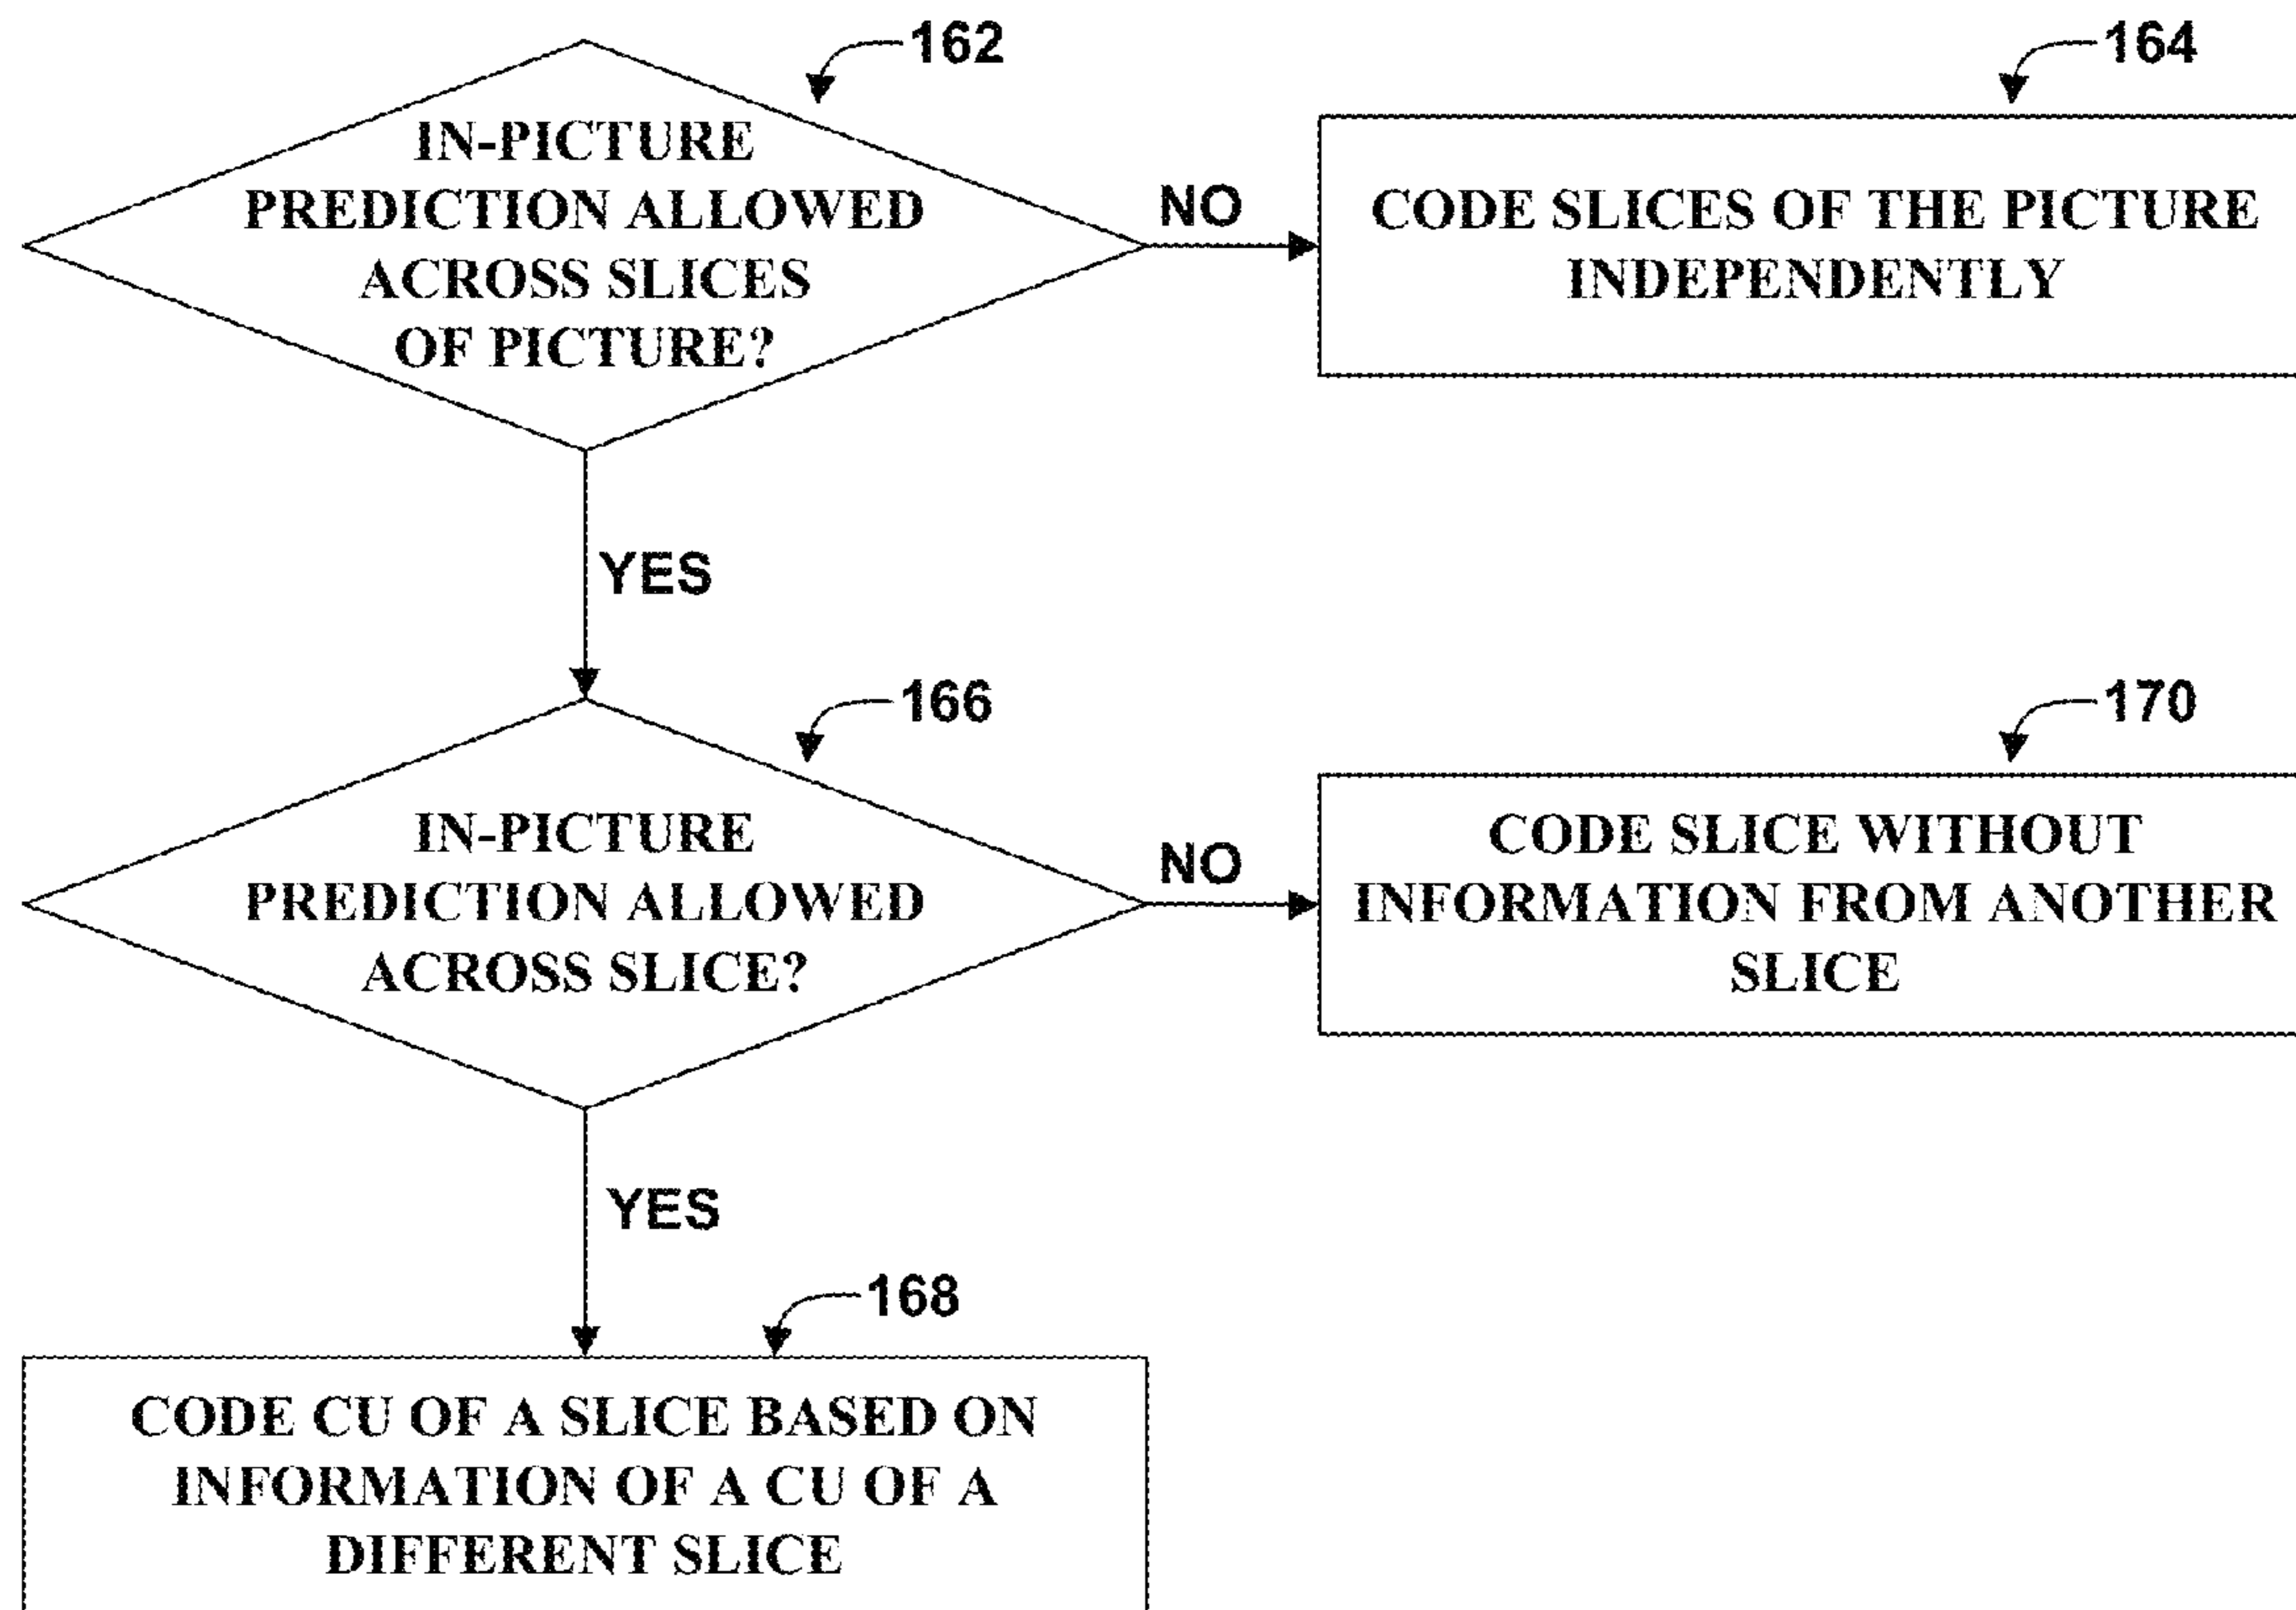 162
IN-PICTURE
PREDICTION ALLOWED
ACROSS SLICES
OF PICTURE?
NO
164
CODE SLICES OF THE PICTURE
INDEPENDENTLY
YES
166
IN-PICTURE
PREDICTION ALLOWED
ACROSS SLICE?
NO
170
CODE SLICE WITHOUT
INFORMATION FROM ANOTHER
SLICE
YES
168
CODE CU OF A SLICE BASED ON
INFORMATION OF A CU OF A
DIFFERENT SLICE